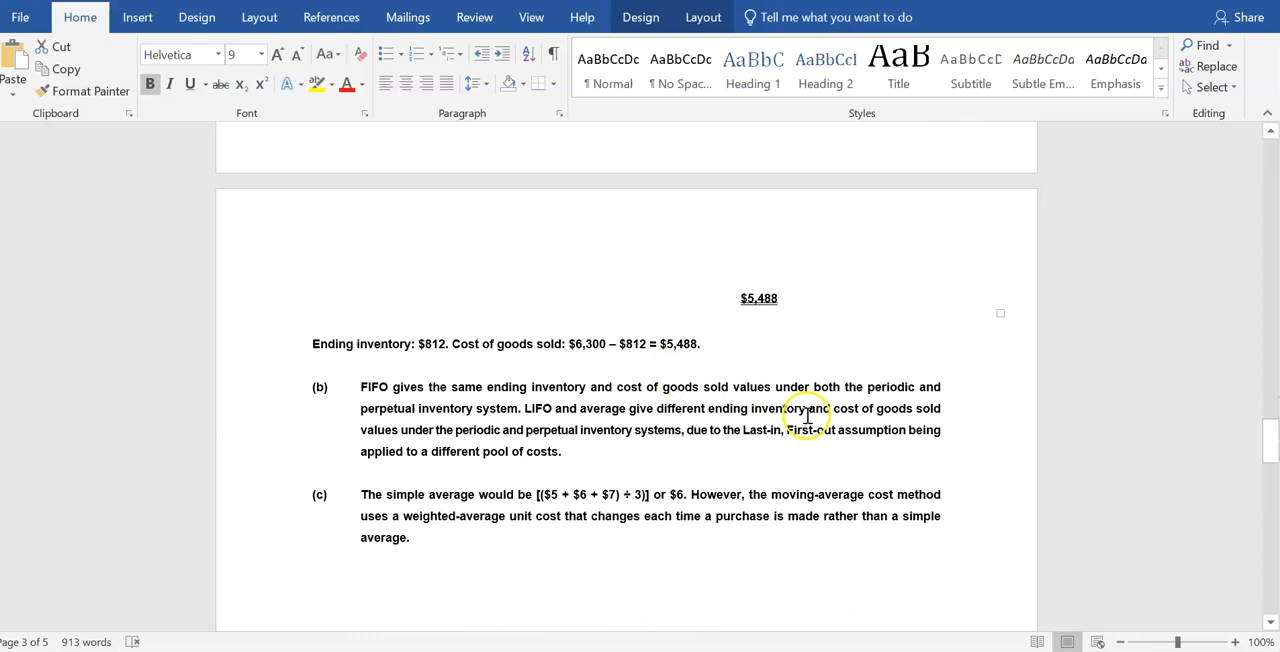 File Home Insert Design Layout References Mailings Review View Help Design Layout Tell me what you want to do Share
Cut
Copy
Format Painter
Paste
Clipboard
Helvetica 9 Aa
B I U abc X₂ X² A A
Font
Paragraph
AaBbCcDc AaBbCcDc AaBbC AaBbCcI AaB AaBbCcD AaBbCcDa AaBbCcDa
¶ Normal ¶ No Spac... Heading 1 Heading 2 Title Subtitle Subtle Em... Emphasis
Styles
Find
Replace
Select
Editing
$5,488
Ending inventory: $812. Cost of goods sold: $6,300 – $812 = $5,488.
(b) FIFO gives the same ending inventory and cost of goods sold values under both the periodic and
perpetual inventory system. LIFO and average give different ending inventory and cost of goods sold
values under the periodic and perpetual inventory systems, due to the Last-in, First-out assumption being
applied to a different pool of costs.
(c) The simple average would be [($5 + $6 + $7) ÷ 3)] or $6. However, the moving-average cost method
uses a weighted-average unit cost that changes each time a purchase is made rather than a simple
average.
Page 3 of 5 913 words 100%